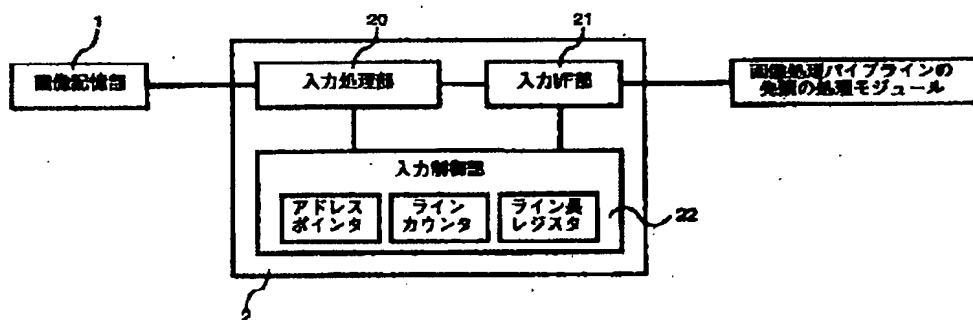 1
20
21
画像記憶部
入力処理部
入力I/F部
画像処理パイプラインの
先頭の処理モジュール
入力制御部
アドレス
ポインタ
ライン
カウンタ
ライン長
レジスタ
22
2